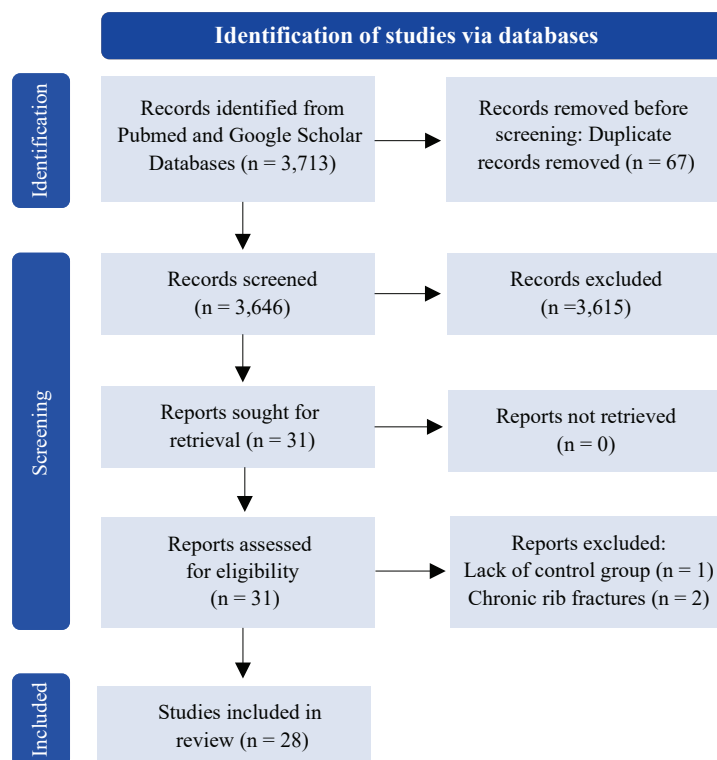 Identification of studies via databases
Identification
Records identified from
Pubmed and Google Scholar
Databases (n = 3,713)
Records removed before
screening: Duplicate
records removed (n = 67)
Screening
Records screened
(n = 3,646)
Records excluded
(n =3,615)
Reports sought for
retrieval (n = 31)
Reports not retrieved
(n = 0)
Reports assessed
for eligibility
(n = 31)
Reports excluded:
Lack of control group (n = 1)
Chronic rib fractures (n = 2)
Included
Studies included in
review (n = 28)